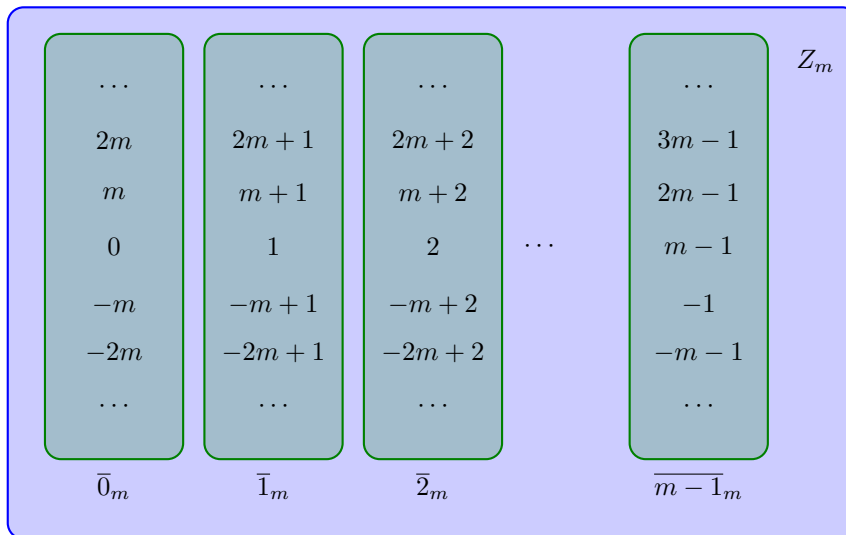 Z_m
⋯ ⋯ ⋯ ⋯
2m 2m + 1 2m + 2 3m − 1
m m + 1 m + 2 2m − 1
0 1 2 ⋯ m − 1
−m −m + 1 −m + 2 −1
−2m −2m + 1 −2m + 2 −m − 1
⋯ ⋯ ⋯ ⋯
0̅_m 1̅_m 2̅_m \overline{m − 1}_m